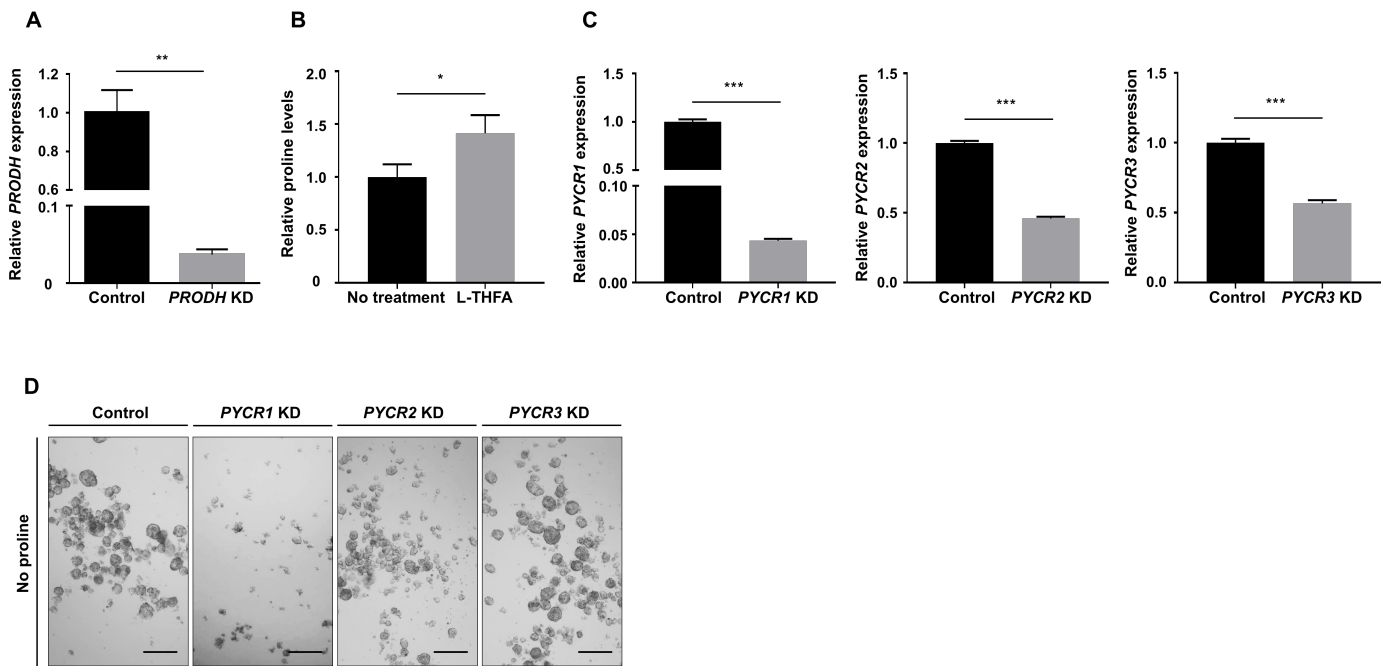 A
Relative PRODH expression
1.2
1.0
0.8
0.6
0.1
0
**
Control
PRODH KD
B
Relative proline levels
2.0
1.5
1.0
0.5
0
*
No treatment
L-THFA
C
Relative PYCR1 expression
1.5
1.0
0.5
0.10
0.05
0.00
***
Control
PYCR1 KD
Relative PYCR2 expression
1.5
1.0
0.5
0.0
***
Control
PYCR2 KD
Relative PYCR3 expression
1.5
1.0
0.5
0.0
***
Control
PYCR3 KD
D
Control
PYCR1 KD
PYCR2 KD
PYCR3 KD
No proline